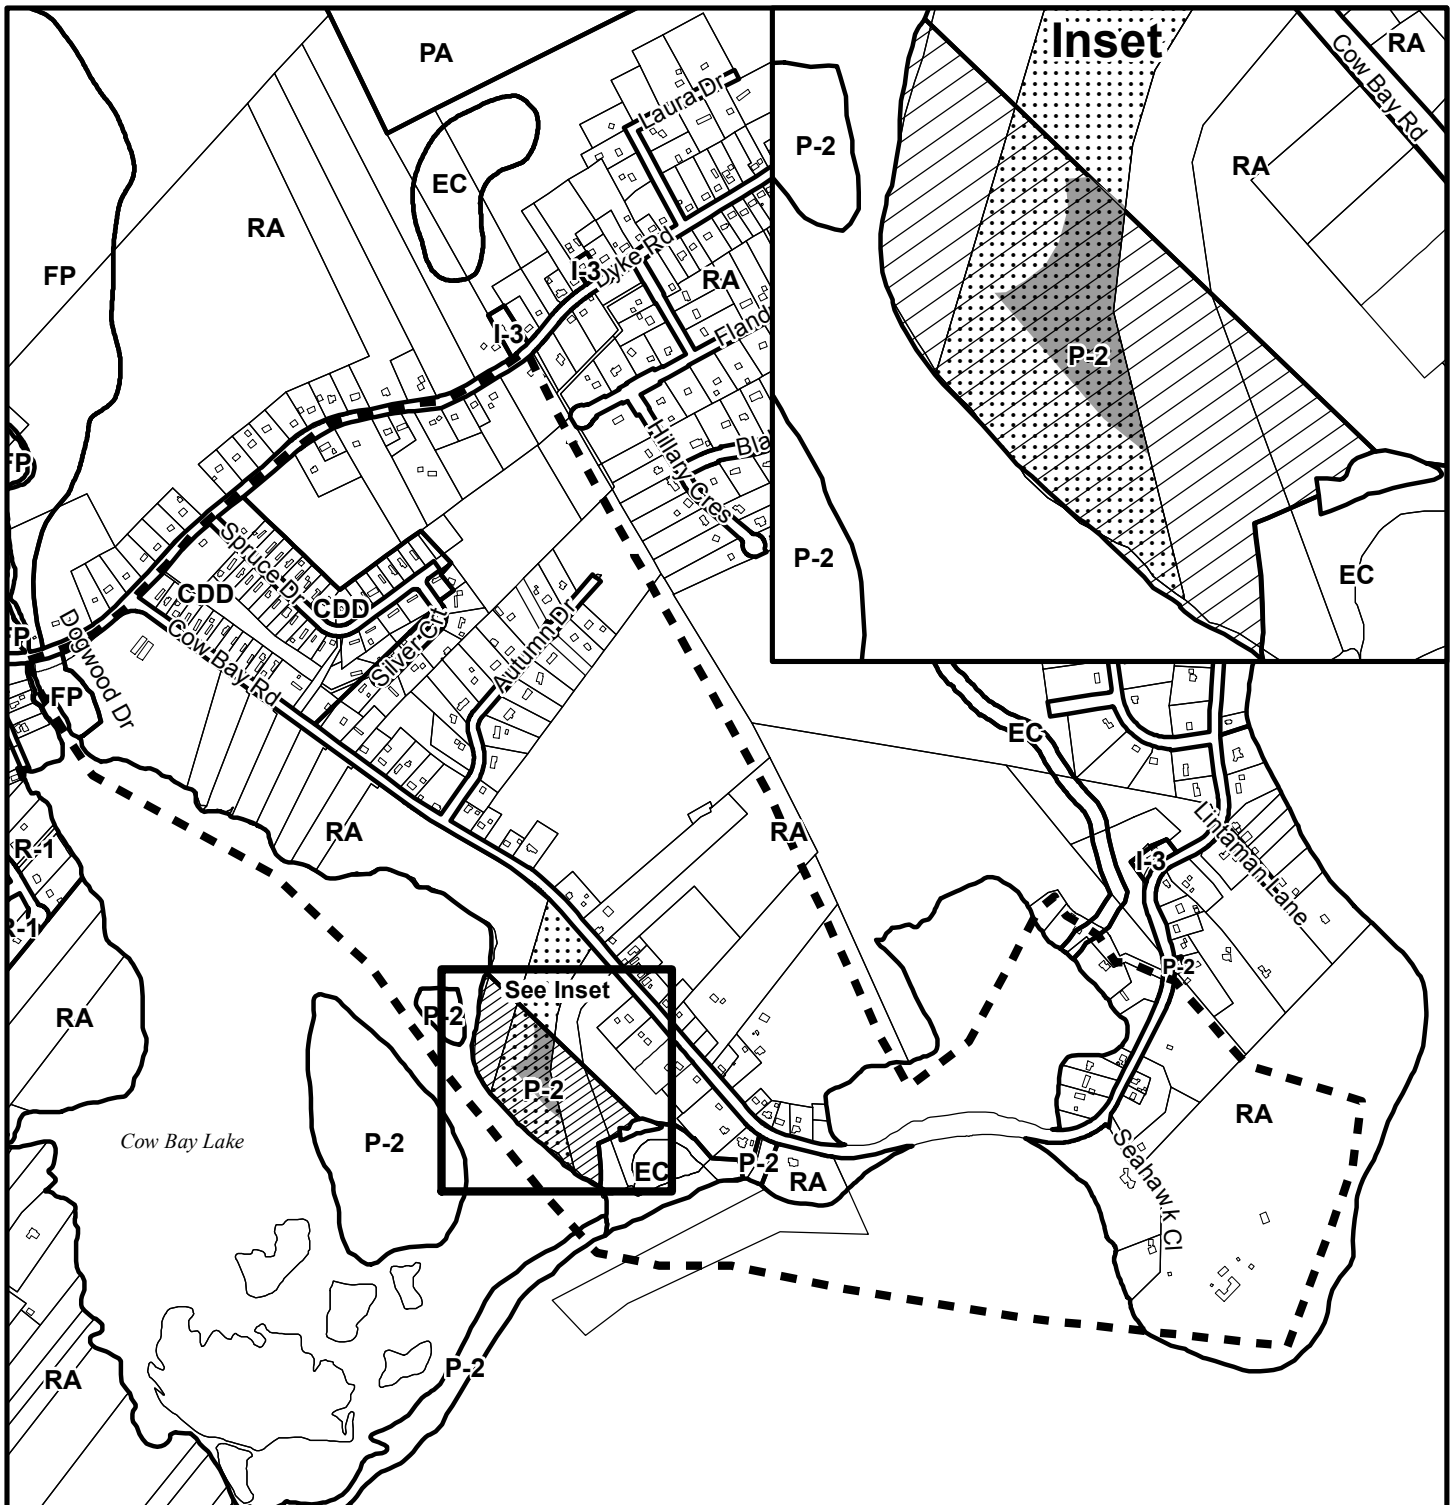 PA
Inset
RA
Cow Bay Rd
Laura Dr
P-2
RA
EC
RA
FP
I-3
Dyke Rd
RA
I-3
Fland
P-2
Hillary Cres
Bla
FP
P-2
EC
Spruce Dr
CDD
CDD
Cow Bay Rd
Silver Crt
Autumn Dr
Dogwood Dr
FP
FP
EC
RA
RA
R-1
I-3
Lintaman Lane
R-1
P-2
See Inset
P-2
RA
P-2
RA
Cow Bay Lake
P-2
EC
P-2
RA
Seahawk Cl
P-2
RA